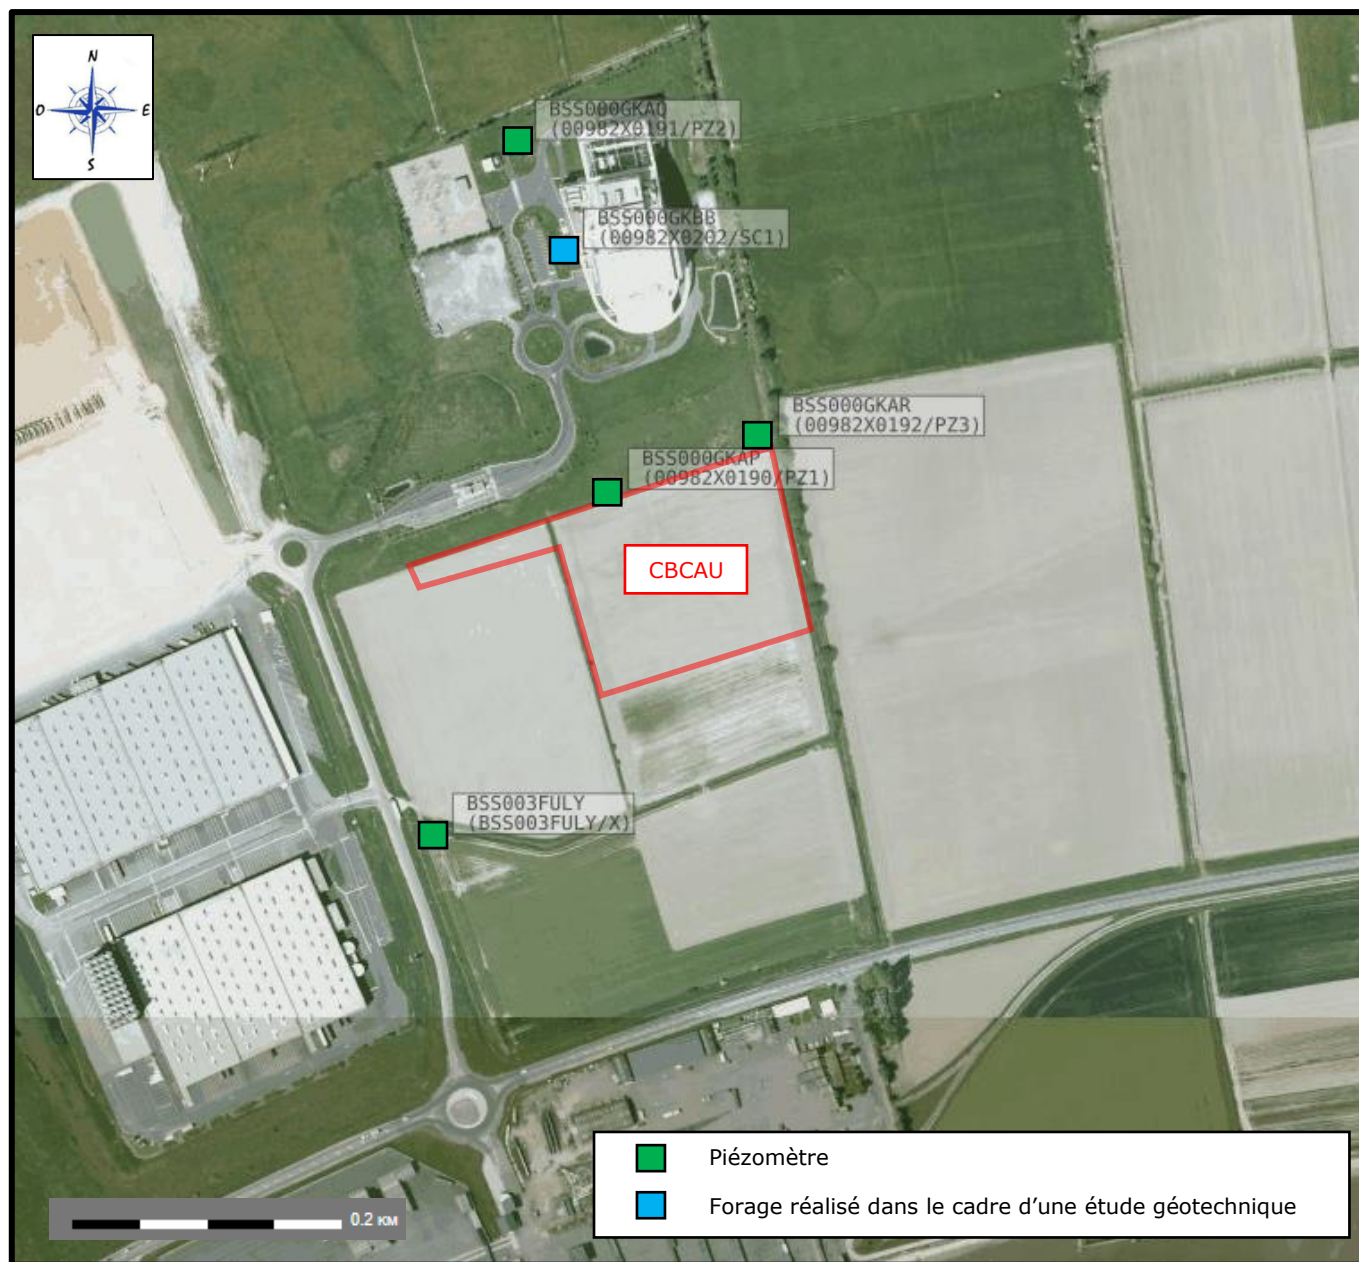 N
O
E
S
BSS000GKAQ
(00982X0191/PZ2)
BSS000GKBB
(00982X0202/SC1)
BSS000GKAR
(00982X0192/PZ3)
BSS000GKAP
(00982X0190/PZ1)
CBCAU
BSS003FULY
(BSS003FULY/X)
Piézomètre
Forage réalisé dans le cadre d’une étude géotechnique
0.2 км